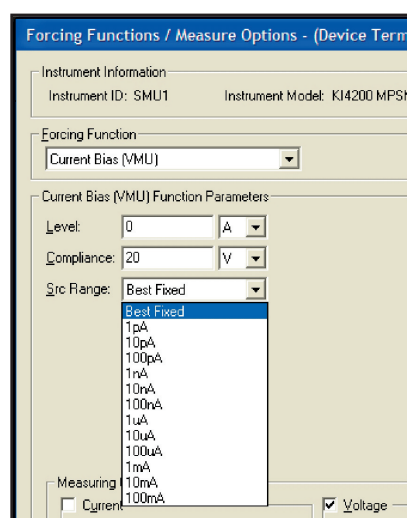 Forcing Functions / Measure Options - (Device Term
Instrument Information
Instrument ID: SMU1 Instrument Model: KI4200 MPSM
Forcing Function
Current Bias (VMU)
Current Bias (VMU) Function Parameters
Level: 0 A
Compliance: 20 V
Src Range: Best Fixed
Best Fixed
1pA
10pA
100pA
1nA
10nA
100nA
1uA
10uA
100uA
1mA
10mA
100mA
Measuring
Current
Voltage